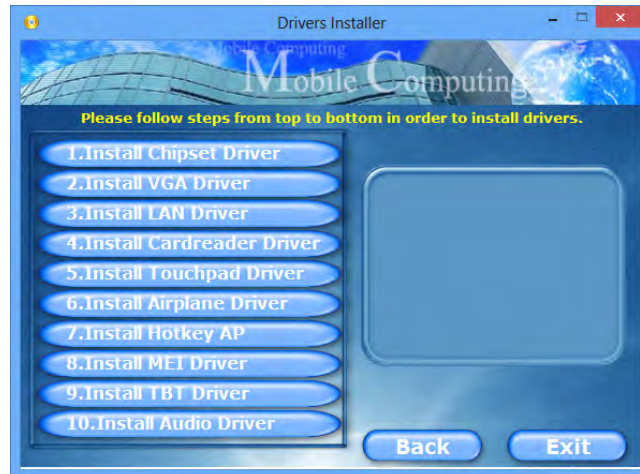 Drivers Installer
Mobile Computing
Mobile Computing
Please follow steps from top to bottom in order to install drivers.
1.Install Chipset Driver
2.Install VGA Driver
3.Install LAN Driver
4.Install Cardreader Driver
5.Install Touchpad Driver
6.Install Airplane Driver
7.Install Hotkey AP
8.Install MEI Driver
9.Install TBT Driver
10.Install Audio Driver
Back
Exit